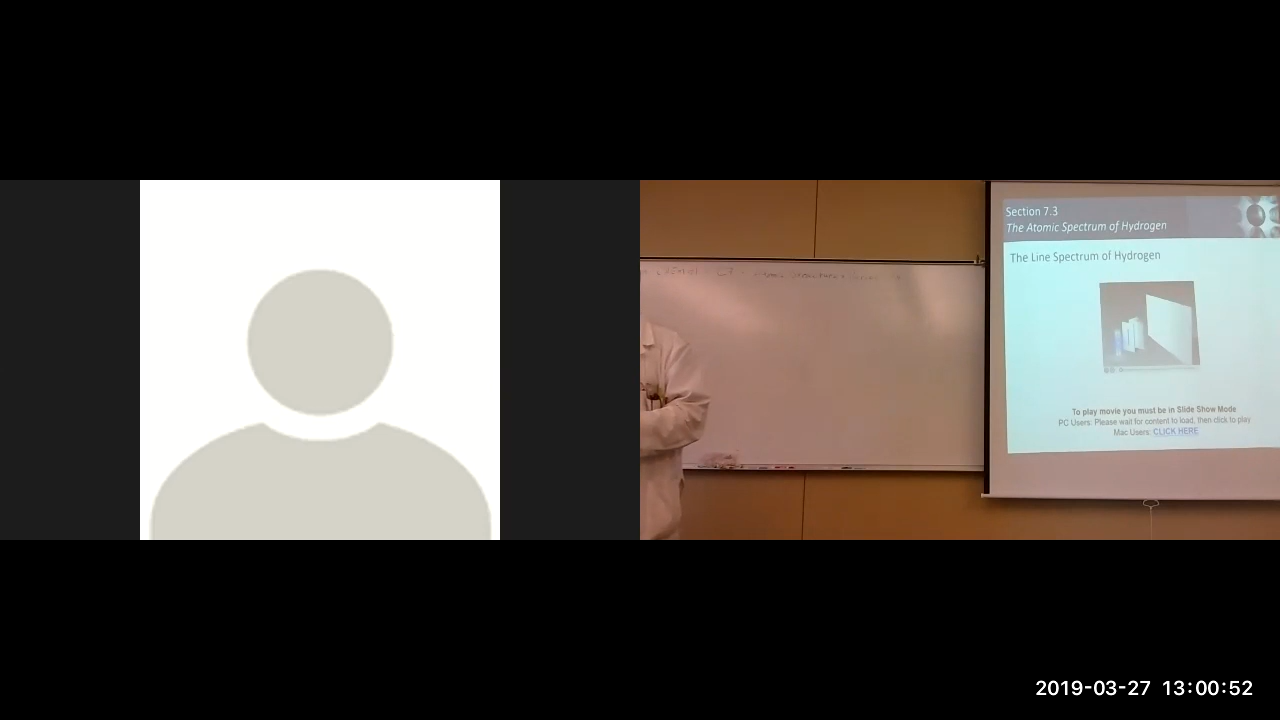 Section 7.3
The Atomic Spectrum of Hydrogen
The Line Spectrum of Hydrogen
To play movie you must be in Slide Show Mode
PC Users: Please wait for content to load, then click to play
Mac Users: CLICK HERE
2019-03-27 13:00:52